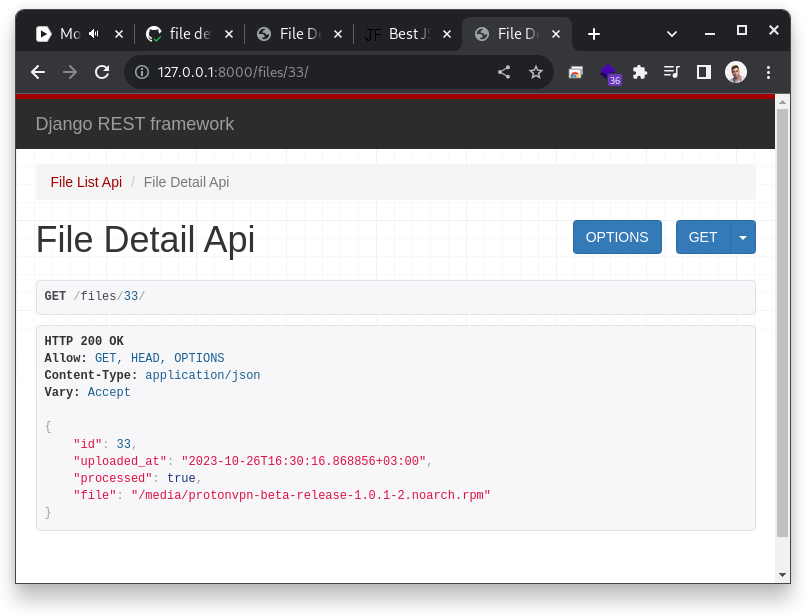 Mo
file de
File De
Best JS
File De
127.0.0.1:8000/files/33/
36
Django REST framework
File List Api / File Detail Api
File Detail Api
OPTIONS
GET
GET /files/33/
HTTP 200 OK
Allow: GET, HEAD, OPTIONS
Content-Type: application/json
Vary: Accept
{
    "id": 33,
    "uploaded_at": "2023-10-26T16:30:16.868856+03:00",
    "processed": true,
    "file": "/media/protonvpn-beta-release-1.0.1-2.noarch.rpm"
}